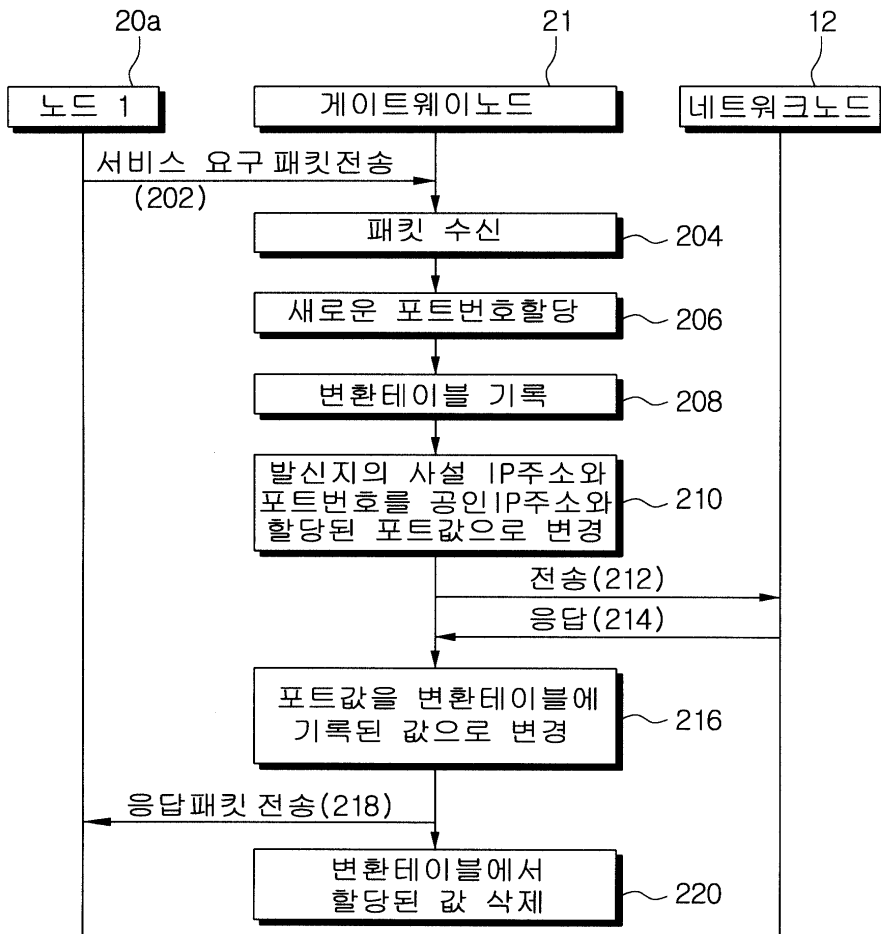 20a
21
12
노드 1
게이트웨이노드
네트워크노드
서비스 요구 패킷전송
(202)
패킷 수신
204
새로운 포트번호할당
206
변환테이블 기록
208
발신지의 사설 IP주소와
포트번호를 공인IP주소와
할당된 포트값으로 변경
210
전송(212)
응답(214)
포트값을 변환테이블에
기록된 값으로 변경
216
응답패킷 전송(218)
변환테이블에서
할당된 값 삭제
220